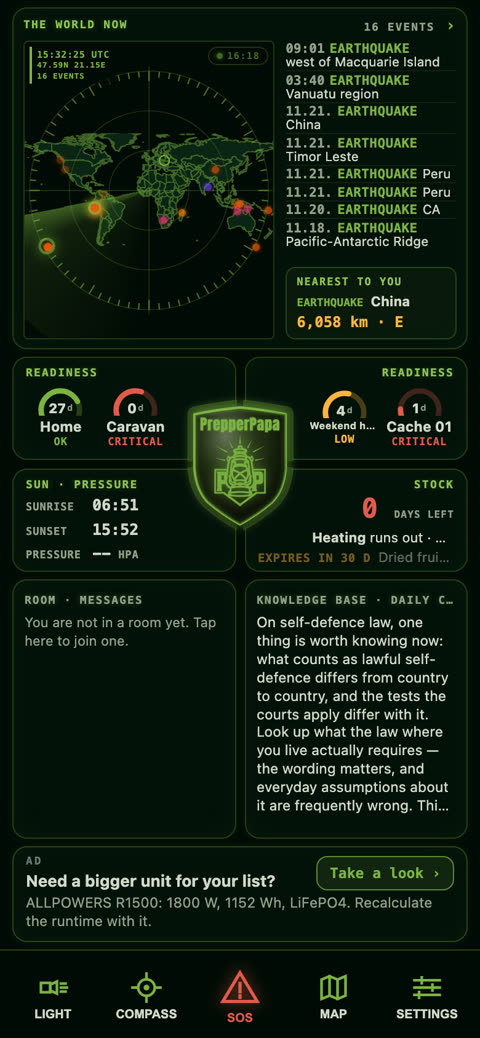 THE WORLD NOW
16 EVENTS ›
15:32:25 UTC
47.59N 21.15E
16 EVENTS
16:18
09:01 EARTHQUAKE
west of Macquarie Island
03:40 EARTHQUAKE
Vanuatu region
11.21. EARTHQUAKE
China
11.21. EARTHQUAKE
Timor Leste
11.21. EARTHQUAKE Peru
11.21. EARTHQUAKE Peru
11.20. EARTHQUAKE CA
11.18. EARTHQUAKE
Pacific-Antarctic Ridge
NEAREST TO YOU
EARTHQUAKE China
6,058 km · E
READINESS
27d
Home
OK
0d
Caravan
CRITICAL
READINESS
4d
Weekend h…
LOW
1d
Cache 01
CRITICAL
PrepperPapa
P P
SUN · PRESSURE
SUNRISE 06:51
SUNSET 15:52
PRESSURE –– HPA
STOCK
0 DAYS LEFT
Heating runs out · …
EXPIRES IN 30 D Dried frui…
ROOM · MESSAGES
You are not in a room yet. Tap
here to join one.
KNOWLEDGE BASE · DAILY C…
On self-defence law, one
thing is worth knowing now:
what counts as lawful self-
defence differs from country
to country, and the tests the
courts apply differ with it.
Look up what the law where
you live actually requires —
the wording matters, and
everyday assumptions about
it are frequently wrong. Thi…
AD
Need a bigger unit for your list?
ALLPOWERS R1500: 1800 W, 1152 Wh, LiFePO4. Recalculate
the runtime with it.
Take a look ›
LIGHT
COMPASS
SOS
MAP
SETTINGS